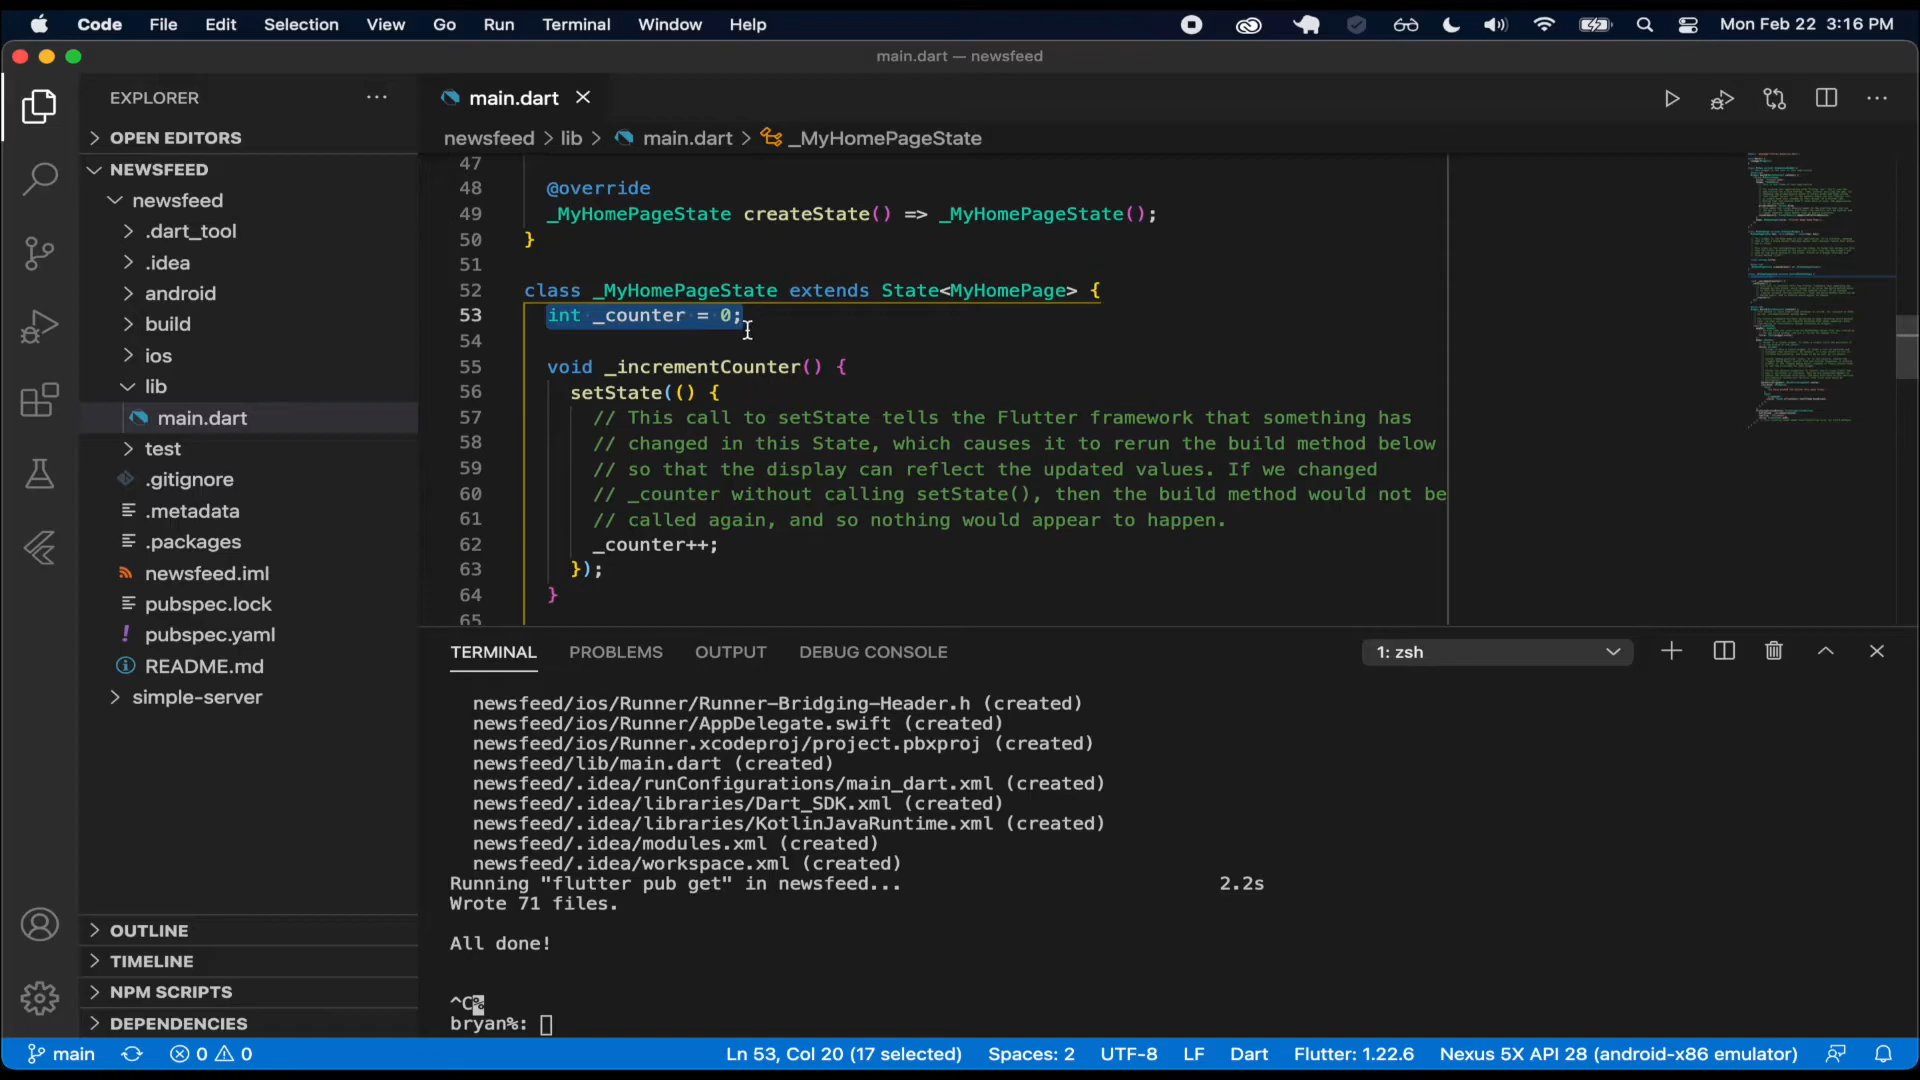 Code File Edit Selection View Go Run Terminal Window Help Mon Feb 22 3:16 PM
main.dart — newsfeed
EXPLORER
OPEN EDITORS
NEWSFEED
newsfeed
.dart_tool
.idea
android
build
ios
lib
main.dart
test
.gitignore
.metadata
.packages
newsfeed.iml
pubspec.lock
pubspec.yaml
README.md
simple-server
OUTLINE
TIMELINE
NPM SCRIPTS
DEPENDENCIES
main.dart
newsfeed > lib > main.dart > _MyHomePageState
47
48 @override
49 _MyHomePageState createState() => _MyHomePageState();
50 }
51
52 class _MyHomePageState extends State<MyHomePage> {
53 int _counter = 0;
54
55 void _incrementCounter() {
56 setState(() {
57 // This call to setState tells the Flutter framework that something has
58 // changed in this State, which causes it to rerun the build method below
59 // so that the display can reflect the updated values. If we changed
60 // _counter without calling setState(), then the build method would not be
61 // called again, and so nothing would appear to happen.
62 _counter++;
63 });
64 }
65
TERMINAL PROBLEMS OUTPUT DEBUG CONSOLE 1: zsh
newsfeed/ios/Runner/Runner-Bridging-Header.h (created)
newsfeed/ios/Runner/AppDelegate.swift (created)
newsfeed/ios/Runner.xcodeproj/project.pbxproj (created)
newsfeed/lib/main.dart (created)
newsfeed/.idea/runConfigurations/main_dart.xml (created)
newsfeed/.idea/libraries/Dart_SDK.xml (created)
newsfeed/.idea/libraries/KotlinJavaRuntime.xml (created)
newsfeed/.idea/modules.xml (created)
newsfeed/.idea/workspace.xml (created)
Running "flutter pub get" in newsfeed... 2.2s
Wrote 71 files.
All done!
^C%
bryan%:
main 0 0 Ln 53, Col 20 (17 selected) Spaces: 2 UTF-8 LF Dart Flutter: 1.22.6 Nexus 5X API 28 (android-x86 emulator)